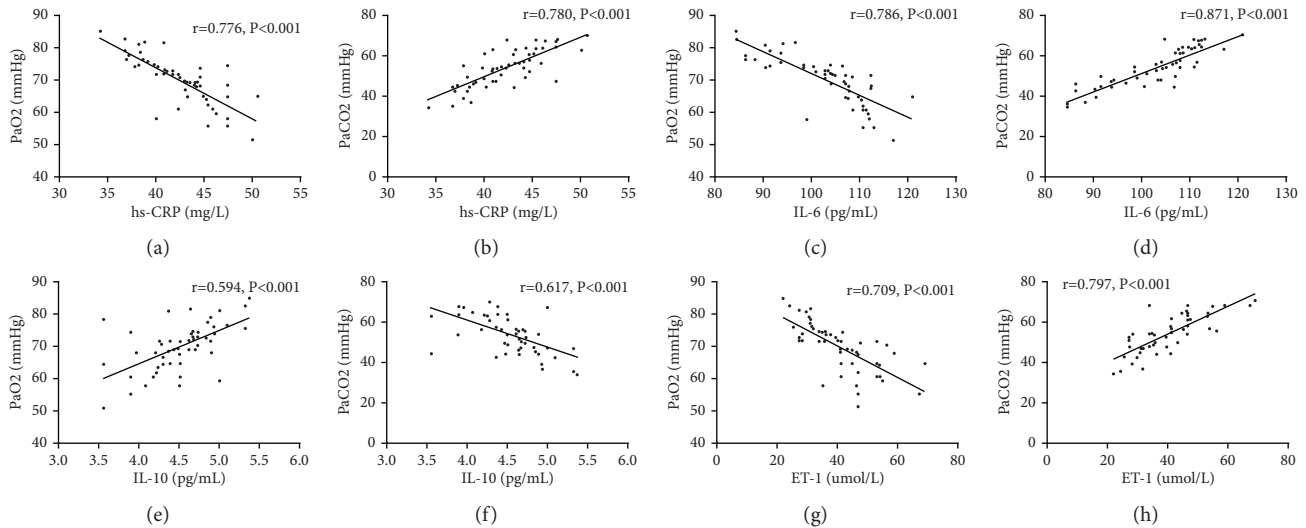 r=0.776, P<0.001
90
80
70
60
50
40
PaO2 (mmHg)
30 35 40 45 50 55
hs-CRP (mg/L)
(a)
r=0.780, P<0.001
80
60
40
20
0
PaCO2 (mmHg)
30 35 40 45 50 55
hs-CRP (mg/L)
(b)
r=0.786, P<0.001
90
80
70
60
50
40
PaO2 (mmHg)
80 90 100 110 120 130
IL-6 (pg/mL)
(c)
r=0.871, P<0.001
80
60
40
20
0
PaCO2 (mmHg)
80 90 100 110 120 130
IL-6 (pg/mL)
(d)
r=0.594, P<0.001
90
80
70
60
50
40
PaO2 (mmHg)
3.0 3.5 4.0 4.5 5.0 5.5 6.0
IL-10 (pg/mL)
(e)
r=0.617, P<0.001
80
60
40
20
0
PaCO2 (mmHg)
3.0 3.5 4.0 4.5 5.0 5.5 6.0
IL-10 (pg/mL)
(f)
r=0.709, P<0.001
90
80
70
60
50
40
PaO2 (mmHg)
0 20 40 60 80
ET-1 (umol/L)
(g)
r=0.797, P<0.001
80
60
40
20
0
PaCO2 (mmHg)
0 20 40 60 80
ET-1 (umol/L)
(h)